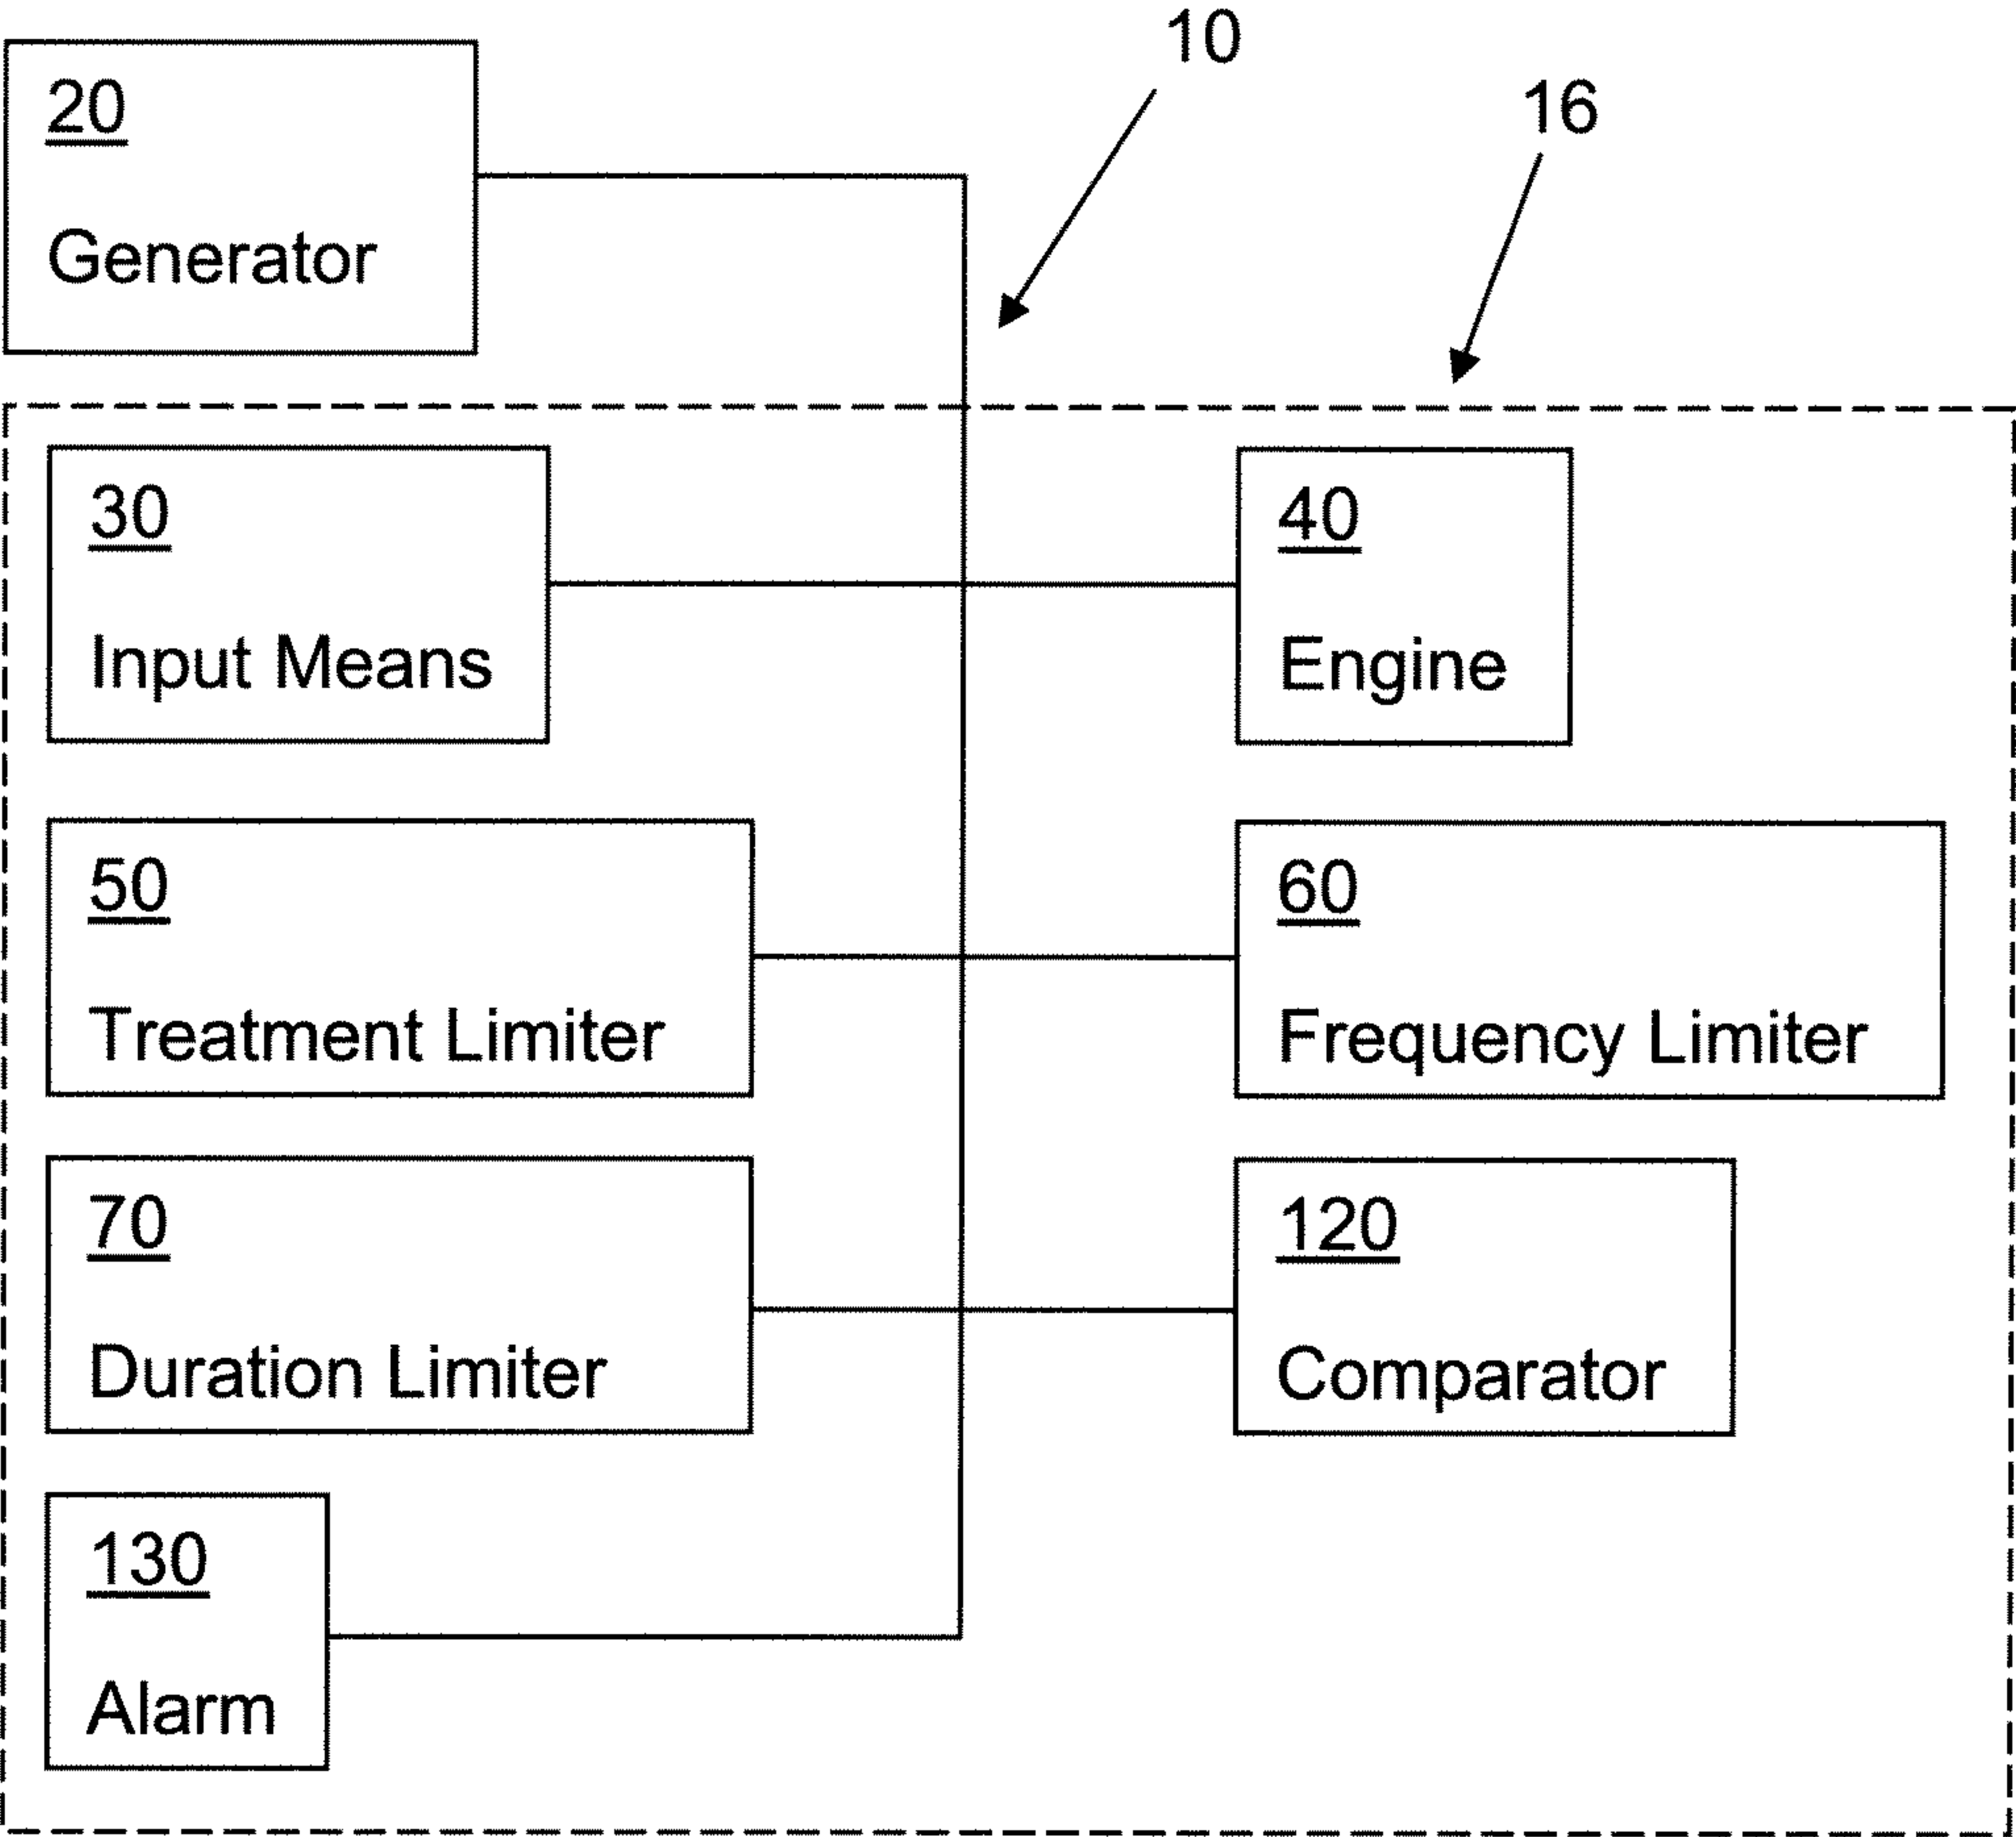 10
16
20
Generator
30
Input Means
40
Engine
50
Treatment Limiter
60
Frequency Limiter
70
Duration Limiter
120
Comparator
130
Alarm